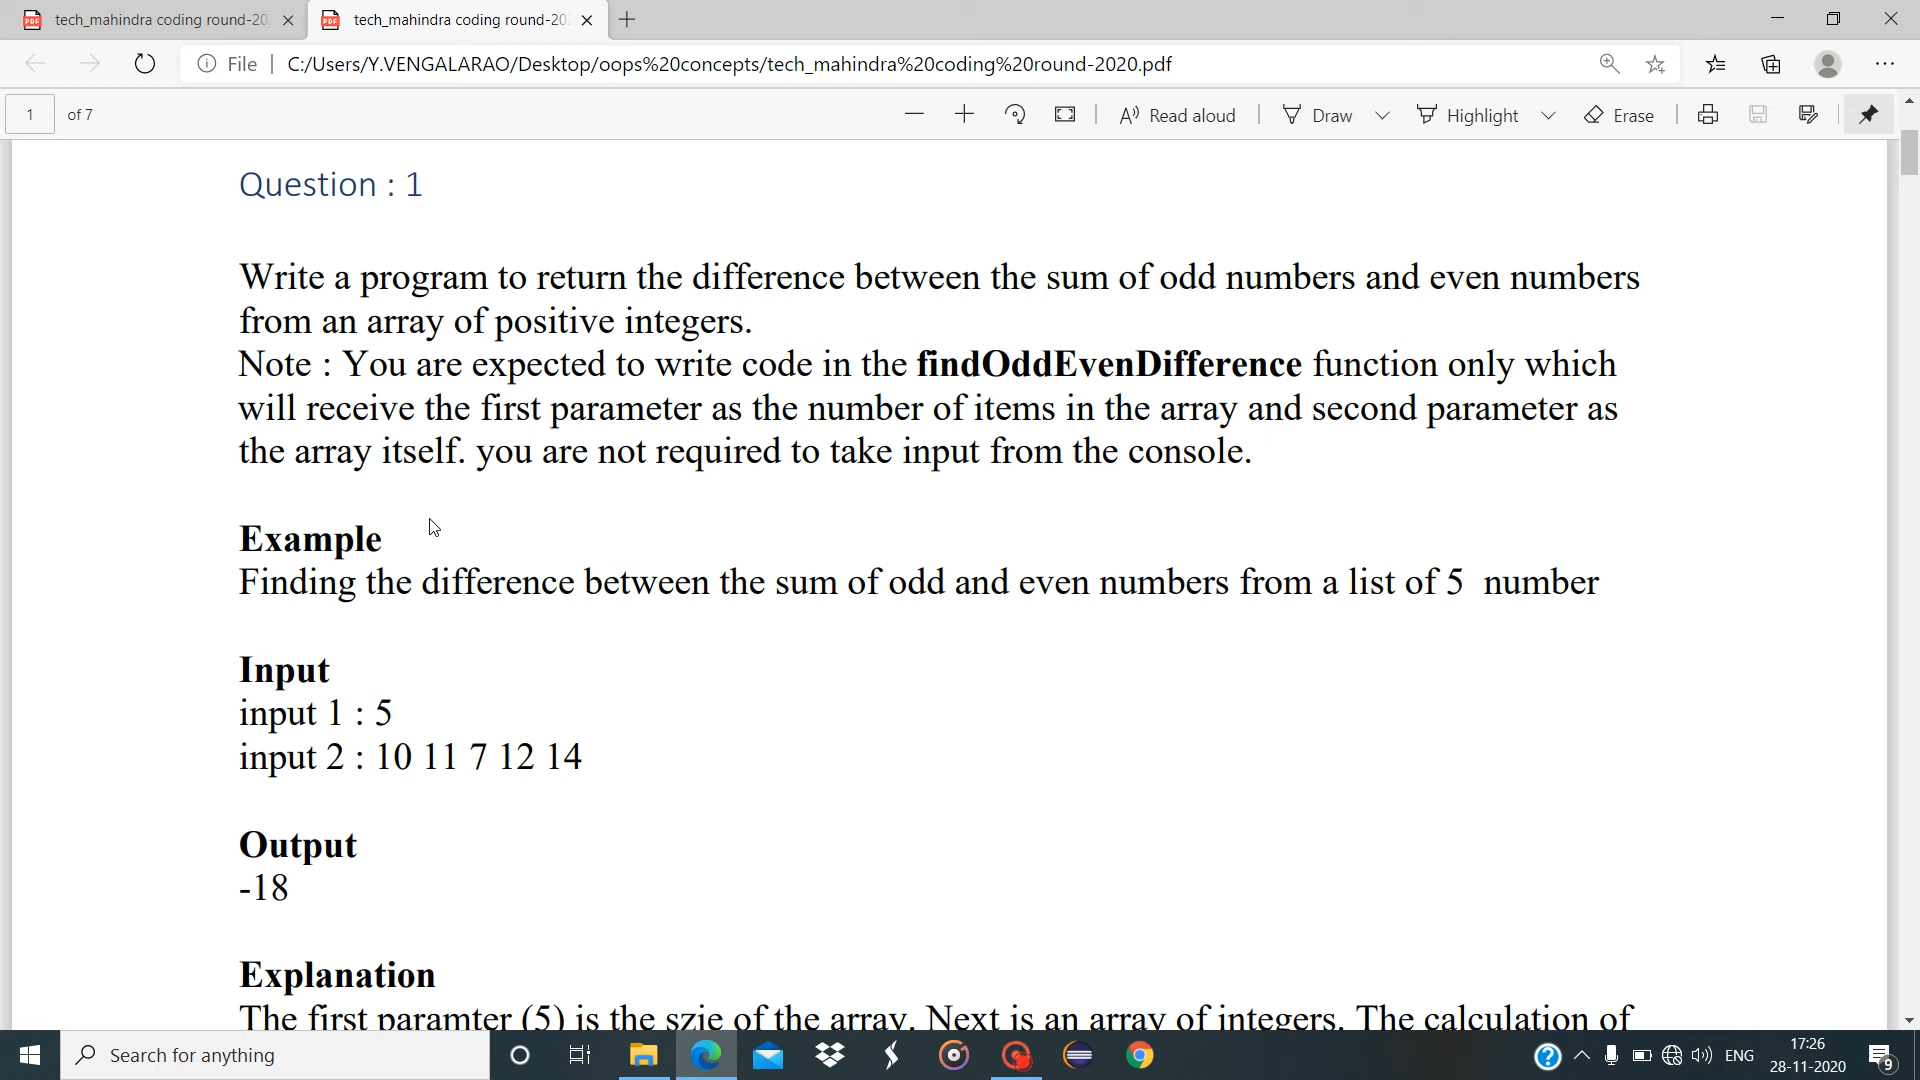 tech_mahindra coding round-20
tech_mahindra coding round-20
File
C:/Users/Y.VENGALARAO/Desktop/oops%20concepts/tech_mahindra%20coding%20round-2020.pdf
1 of 7
Read aloud
Draw
Highlight
Erase
Question : 1
Write a program to return the difference between the sum of odd numbers and even numbers
from an array of positive integers.
Note : You are expected to write code in the findOddEvenDifference function only which
will receive the first parameter as the number of items in the array and second parameter as
the array itself. you are not required to take input from the console.
Example
Finding the difference between the sum of odd and even numbers from a list of 5 number
Input
input 1 : 5
input 2 : 10 11 7 12 14
Output
-18
Explanation
The first paramter (5) is the szie of the array. Next is an array of integers. The calculation of
Search for anything
ENG
17:26
28-11-2020
9